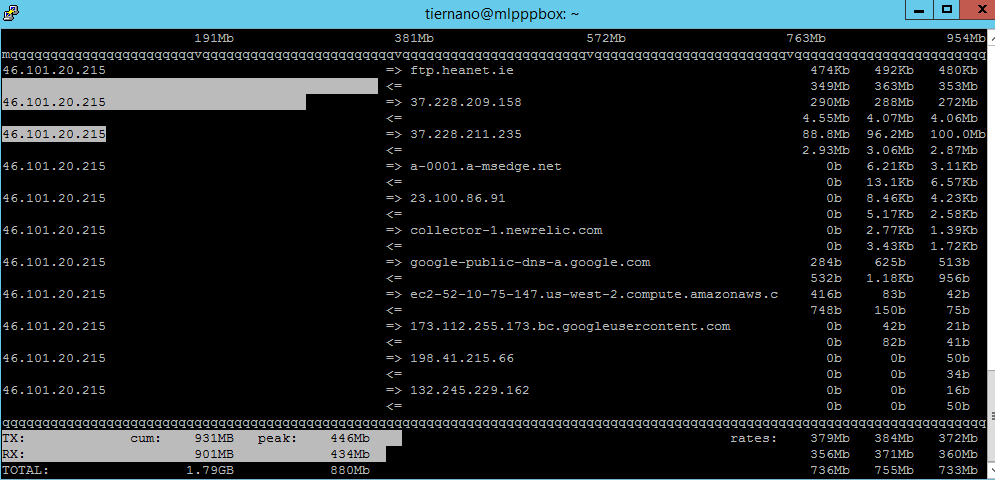 tiernano@mlpppbox: ~
191Mb 381Mb 572Mb 763Mb 954Mb
mqqqqqqqqqqqqqqqqqqqqqqqqvqqqqqqqqqqqqqqqqqqqqqqqqvqqqqqqqqqqqqqqqqqqqqqqqvqqqqqqqqqqqqqqqqqqqqqqqqvqqqqqqqqqqqqqqqqqqqqqq
46.101.20.215 => ftp.heanet.ie 474Kb 492Kb 480Kb
<= 349Mb 363Mb 353Mb
46.101.20.215 => 37.228.209.158 290Mb 288Mb 272Mb
<= 4.55Mb 4.07Mb 4.06Mb
46.101.20.215 => 37.228.211.235 88.8Mb 96.2Mb 100.0Mb
<= 2.93Mb 3.06Mb 2.87Mb
46.101.20.215 => a-0001.a-msedge.net 0b 6.21Kb 3.11Kb
<= 0b 13.1Kb 6.57Kb
46.101.20.215 => 23.100.86.91 0b 8.46Kb 4.23Kb
<= 0b 5.17Kb 2.58Kb
46.101.20.215 => collector-1.newrelic.com 0b 2.77Kb 1.39Kb
<= 0b 3.43Kb 1.72Kb
46.101.20.215 => google-public-dns-a.google.com 284b 625b 513b
<= 532b 1.18Kb 956b
46.101.20.215 => ec2-52-10-75-147.us-west-2.compute.amazonaws.c 416b 83b 42b
<= 748b 150b 75b
46.101.20.215 => 173.112.255.173.bc.googleusercontent.com 0b 42b 21b
<= 0b 82b 41b
46.101.20.215 => 198.41.215.66 0b 0b 50b
<= 0b 0b 34b
46.101.20.215 => 132.245.229.162 0b 0b 16b
<= 0b 0b 50b
qqqqqqqqqqqqqqqqqqqqqqqqqqqqqqqqqqqqqqqqqqqqqqqqqqqqqqqqqqqqqqqqqqqqqqqqqqqqqqqqqqqqqqqqqqqqqqqqqqqqqqqqqqqqqqqqqqqqqqqqqqq
TX: cum: 931MB peak: 446Mb rates: 379Mb 384Mb 372Mb
RX: 901MB 434Mb 356Mb 371Mb 360Mb
TOTAL: 1.79GB 880Mb 736Mb 755Mb 733Mb